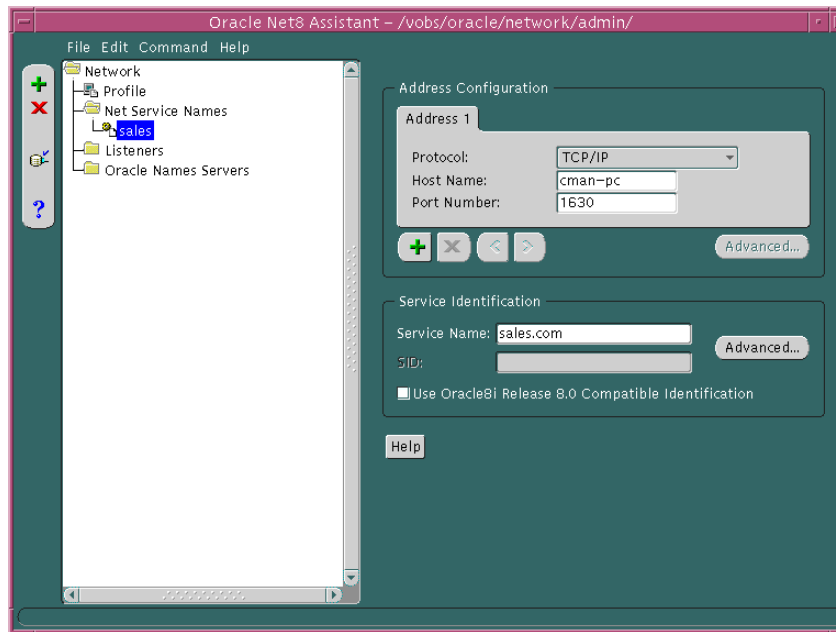 Oracle Net8 Assistant – /vobs/oracle/network/admin/
File Edit Command Help
Network
Profile
Net Service Names
sales
Listeners
Oracle Names Servers
?
Address Configuration
Address 1
Protocol: TCP/IP
Host Name: cman-pc
Port Number: 1630
Advanced...
Service Identification
Service Name: sales.com
Advanced...
SID:
Use Oracle8i Release 8.0 Compatible Identification
Help